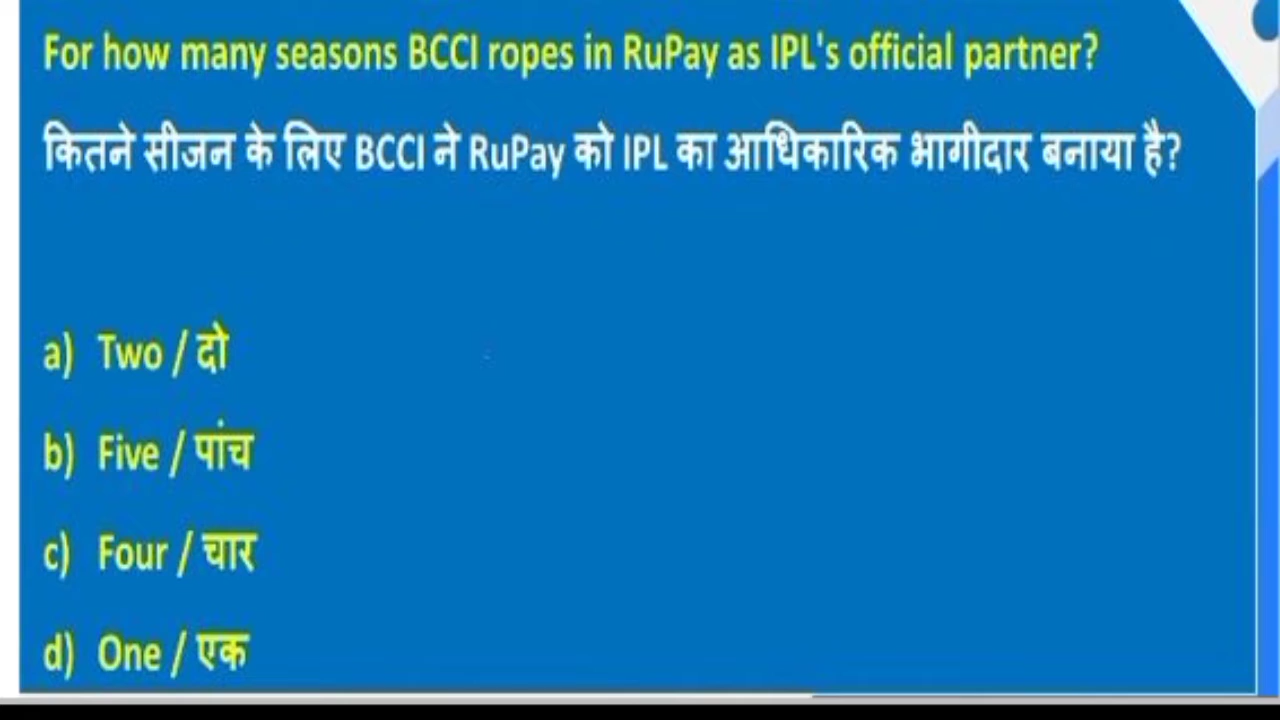 For how many seasons BCCI ropes in RuPay as IPL's official partner?
कितने सीजन के लिए BCCI ने RuPay को IPL का आधिकारिक भागीदार बनाया है?
a) Two / दो
b) Five / पांच
c) Four / चार
d) One / एक